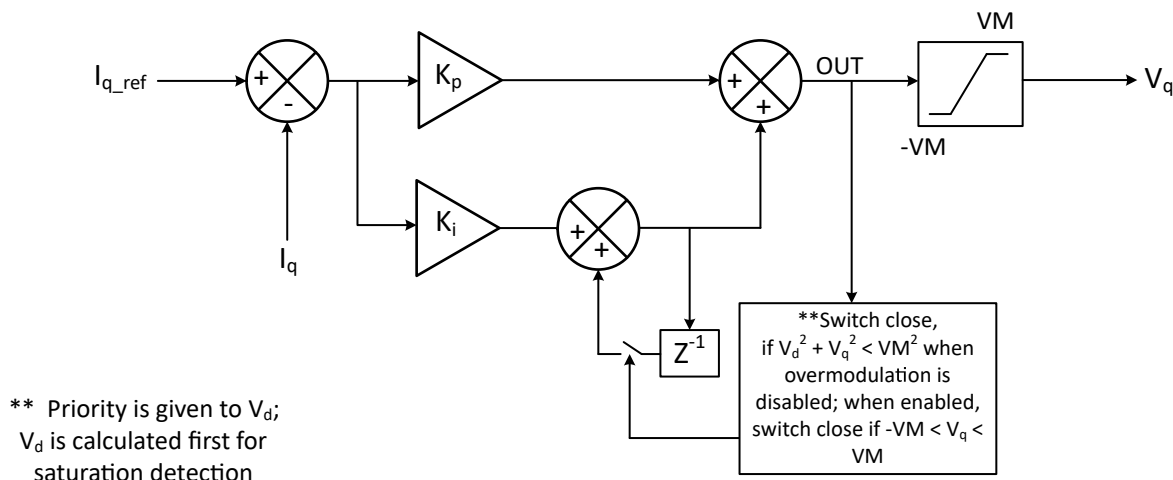 VM
I_q_ref
+
-
K_p
+
+
OUT
V_q
-VM
I_q
K_i
+
+
Z^-1
**Switch close,
if V_d^2 + V_q^2 < VM^2 when
overmodulation is
disabled; when enabled,
switch close if -VM < V_q <
VM
** Priority is given to V_d;
V_d is calculated first for
saturation detection